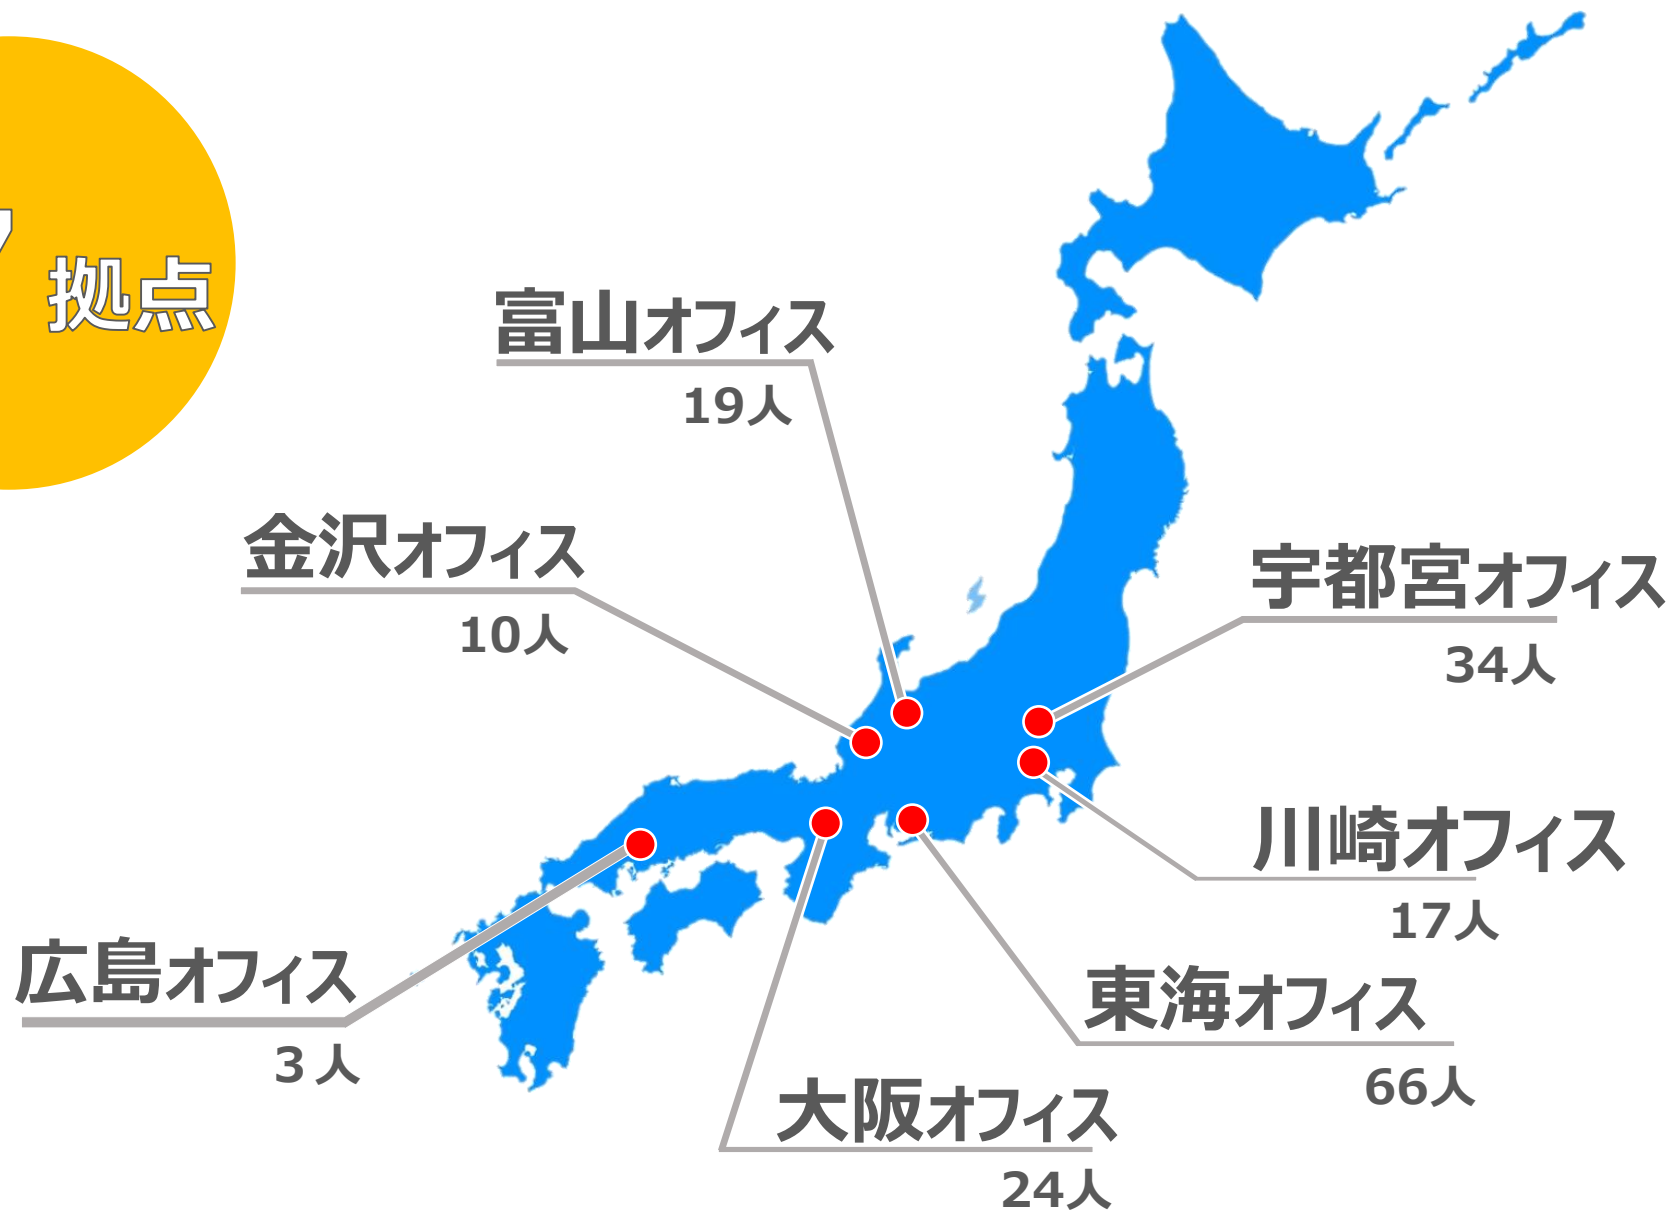 7 拠点
富山オフィス
19人
金沢オフィス
10人
宇都宮オフィス
34人
川崎オフィス
17人
広島オフィス
3人
東海オフィス
66人
大阪オフィス
24人